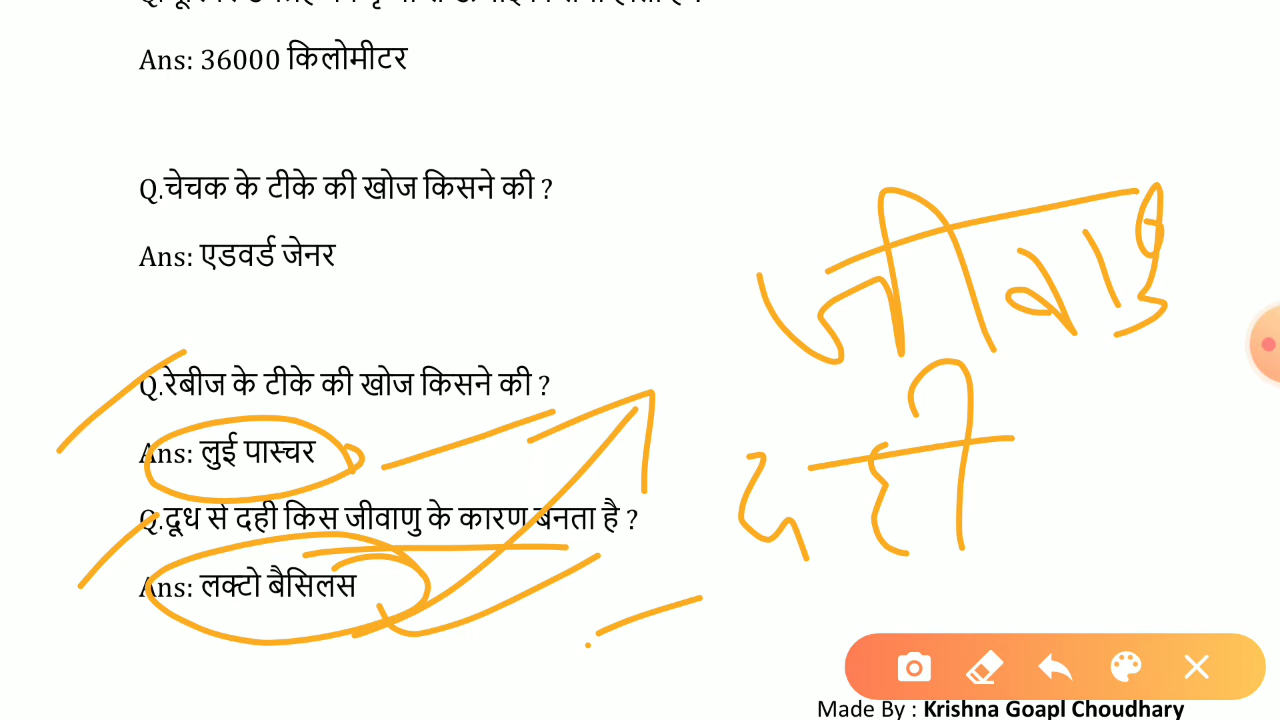 Ans: 36000 किलोमीटर
Q.चेचक के टीके की खोज किसने की ?
Ans: एडवर्ड जेनर
Q.रेबीज के टीके की खोज किसने की ?
Ans: लुई पास्चर
Q.दूध से दही किस जीवाणु के कारण बनता है ?
Ans: लक्टो बैसिलस
दही
Made By : Krishna Goapl Choudhary